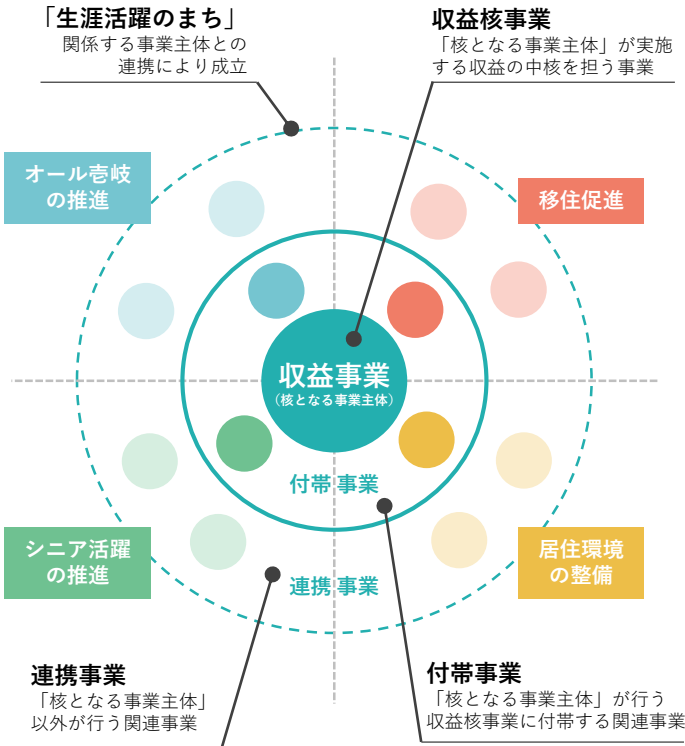 「生涯活躍のまち」
関係する事業主体との
連携により成立
収益核事業
「核となる事業主体」が実施
する収益の中核を担う事業
オール壱岐
の推進
移住促進
収益事業
（核となる事業主体）
付帯事業
シニア活躍
の推進
居住環境
の整備
連携事業
連携事業
「核となる事業主体」
以外が行う関連事業
付帯事業
「核となる事業主体」が行う
収益核事業に付帯する関連事業